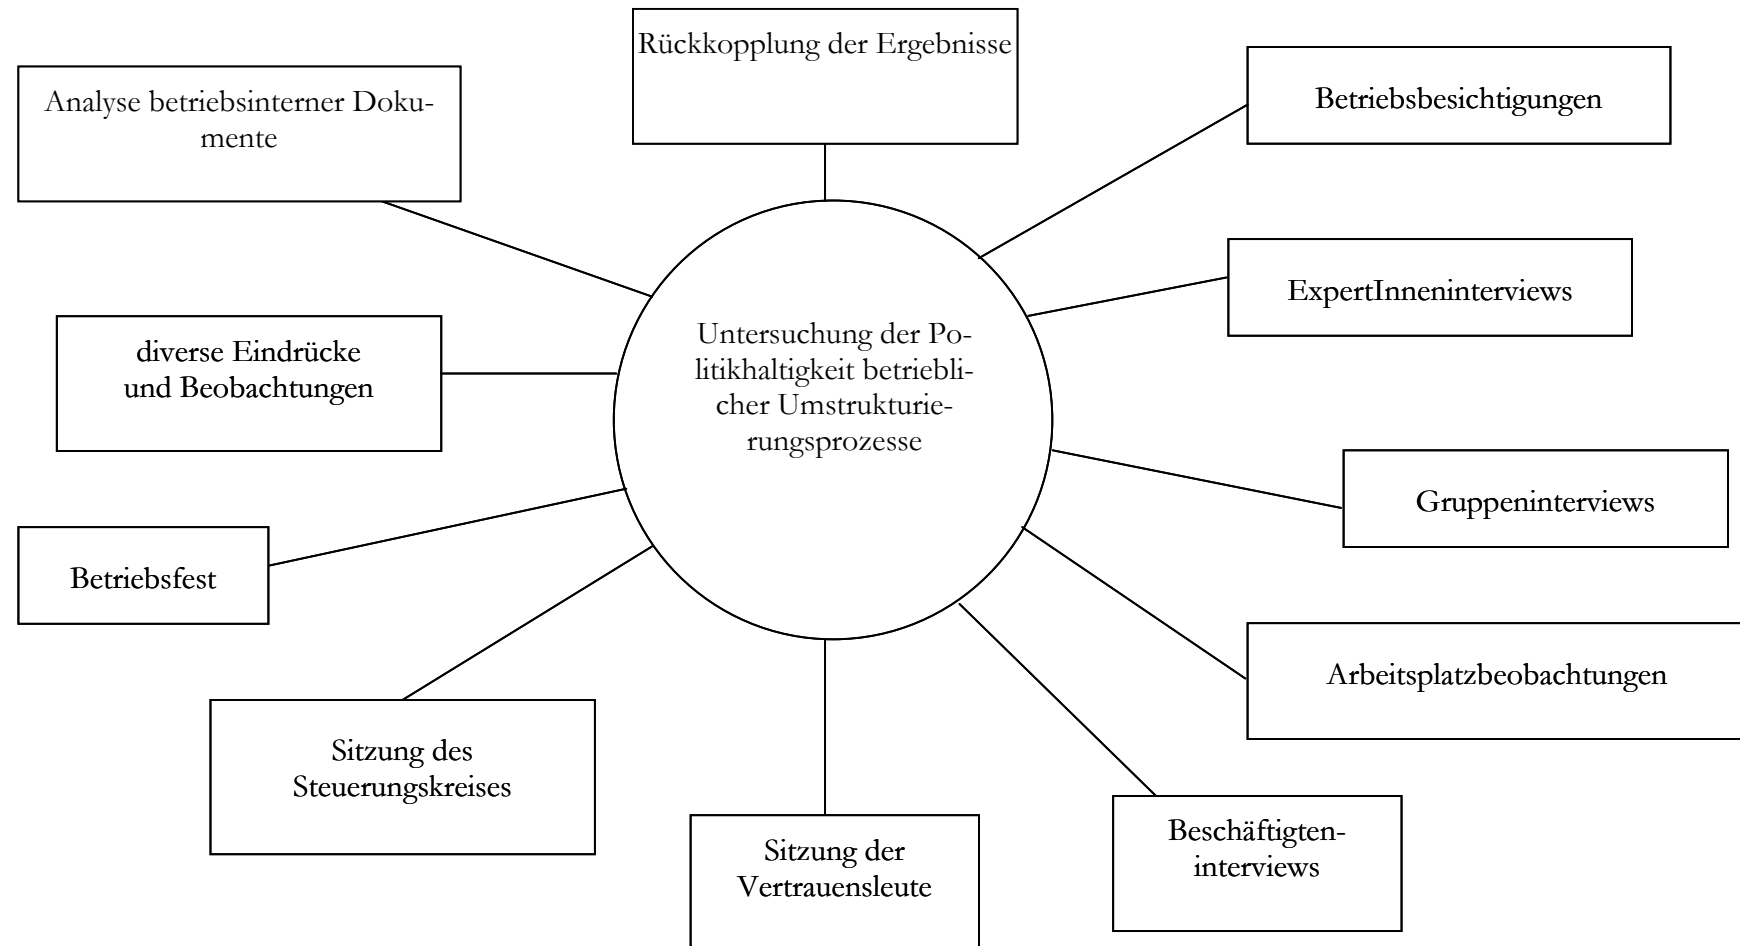 Rückkopplung der Ergebnisse
Analyse betriebsinterner Doku-
mente
Betriebsbesichtigungen
ExpertInneninterviews
Untersuchung der Po-
litikhaltigkeit betriebli-
cher Umstrukturie-
rungsprozesse
diverse Eindrücke
und Beobachtungen
Gruppeninterviews
Betriebsfest
Arbeitsplatzbeobachtungen
Sitzung des
Steuerungskreises
Sitzung der
Vertrauensleute
Beschäftigten-
interviews